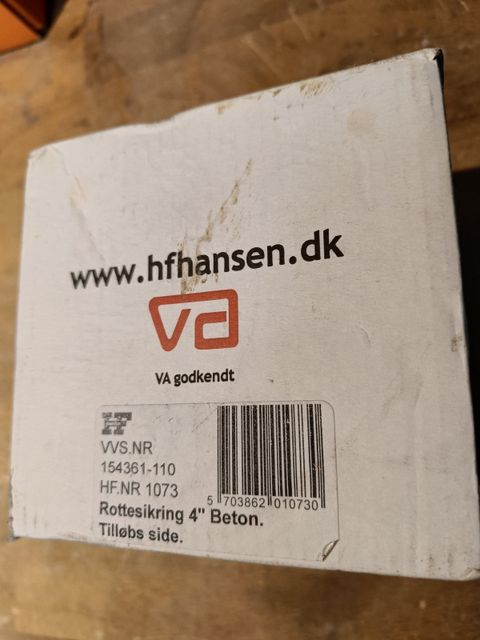 www.hfhansen.dk
va
VA godkendt
HF
VVS.NR
154361-110
HF.NR 1073
5 703862 010730
Rottesikring 4" Beton.
Tilløbs side.